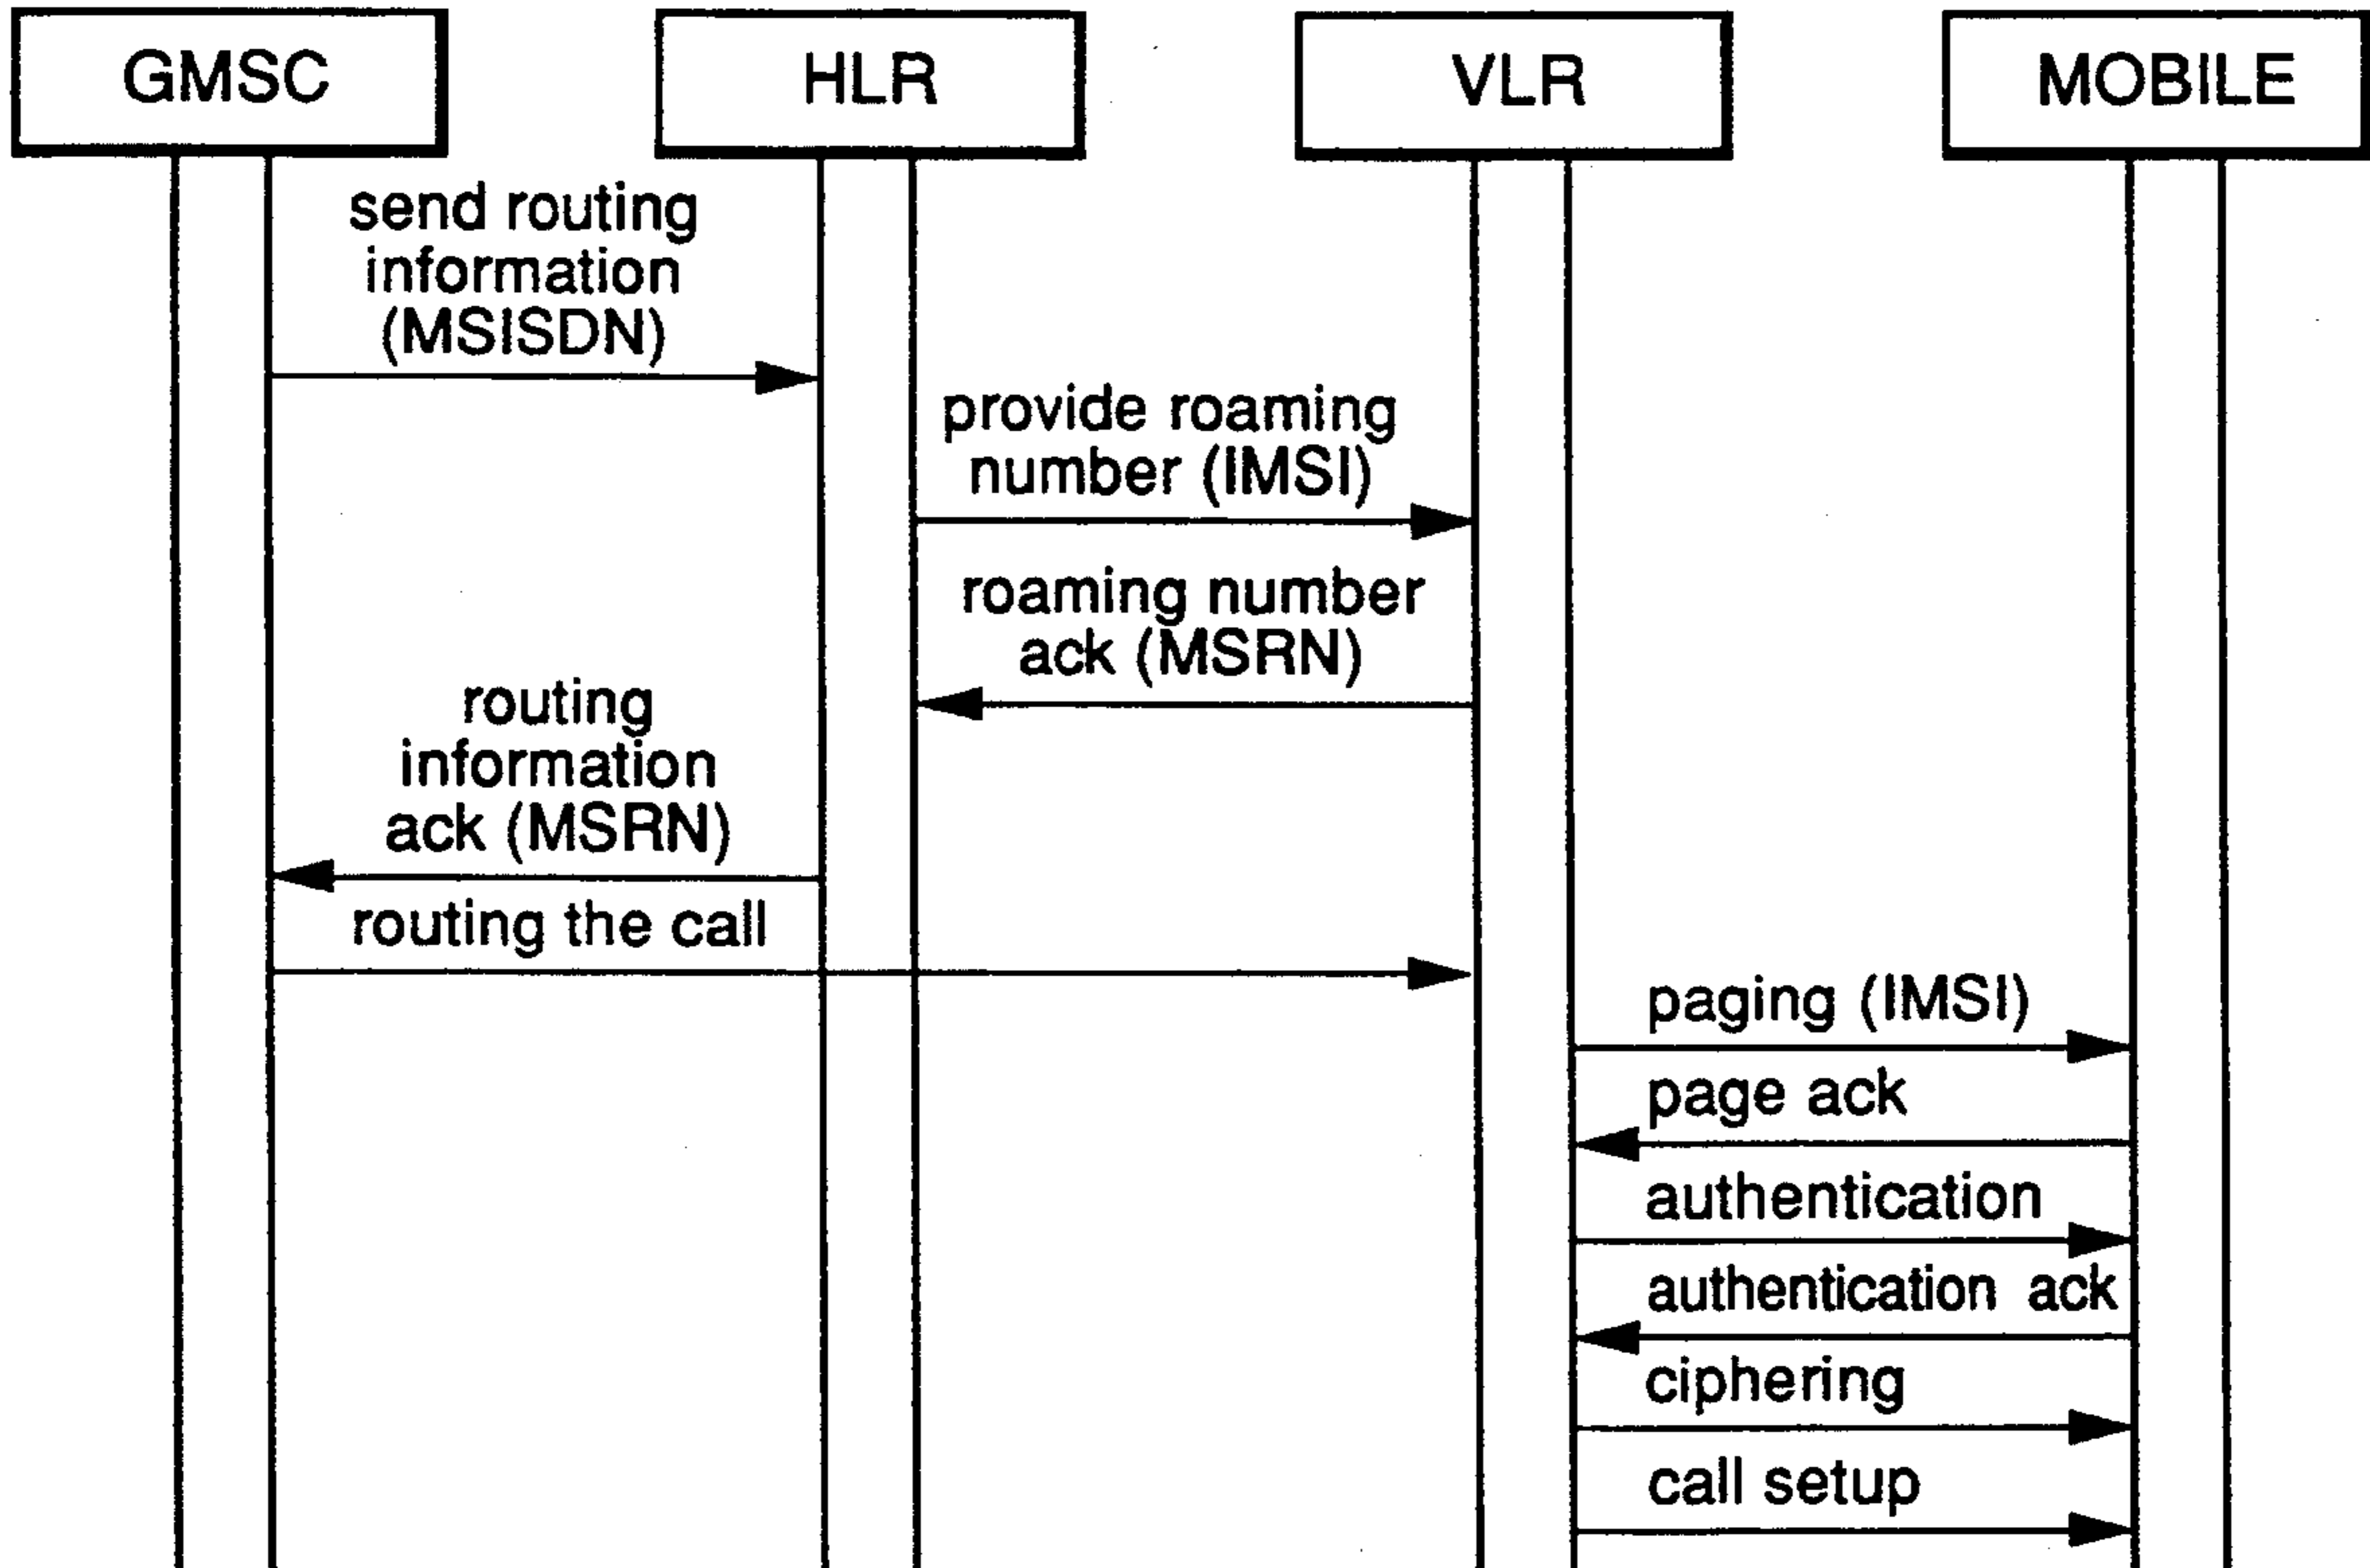 GMSC
HLR
VLR
MOBILE
send routing
information
(MSISDN)
provide roaming
number (IMSI)
roaming number
ack (MSRN)
routing
information
ack (MSRN)
routing the call
paging (IMSI)
page ack
authentication
authentication ack
ciphering
call setup